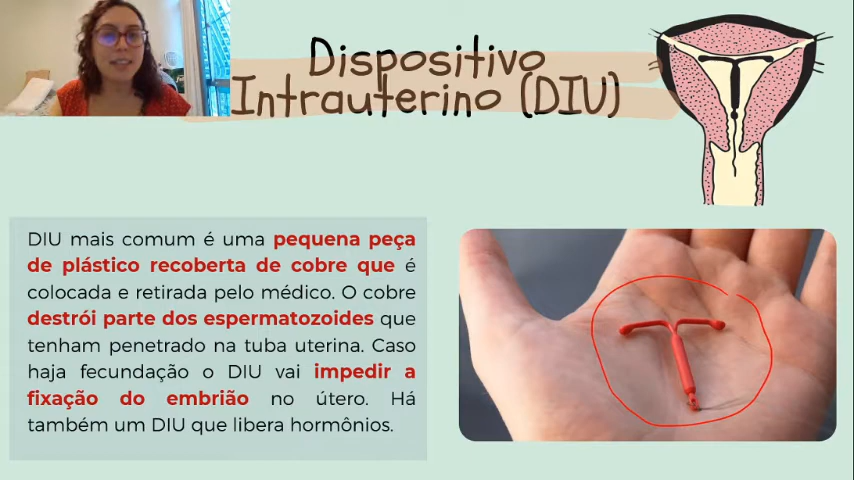 Dispositivo
Intrauterino (DIU)
DIU mais comum é uma pequena peça
de plástico recoberta de cobre que é
colocada e retirada pelo médico. O cobre
destrói parte dos espermatozoides que
tenham penetrado na tuba uterina. Caso
haja fecundação o DIU vai impedir a
fixação do embrião no útero. Há
também um DIU que libera hormônios.